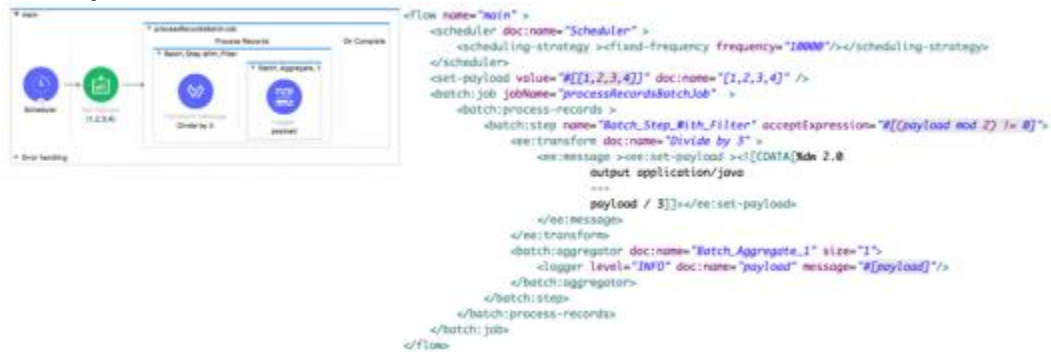 main
processRecordsBatchJob
Process Records
On Complete
Batch_Step_With_Filter
Batch_Aggregate_1
Scheduler
[1,2,3,4]
Transform Message
Divide by 3
Logger
payload
Error handling
<flow name="main" >
<scheduler doc:name="Scheduler" >
<scheduling-strategy ><fixed-frequency frequency="10000"/></scheduling-strategy>
</scheduler>
<set-payload value="#[[1,2,3,4]]" doc:name="[1,2,3,4]" />
<batch:job jobName="processRecordsBatchJob" >
<batch:process-records >
<batch:step name="Batch_Step_With_Filter" acceptExpression="#[(payload mod 2) != 0]">
<ee:transform doc:name="Divide by 3" >
<ee:message ><ee:set-payload ><![CDATA[%dw 2.0
output application/java
---
payload / 3]]></ee:set-payload>
</ee:message>
</ee:transform>
<batch:aggregator doc:name="Batch_Aggregate_1" size="1">
<logger level="INFO" doc:name="payload" message="#[payload]"/>
</batch:aggregator>
</batch:step>
</batch:process-records>
</batch:job>
</flow>